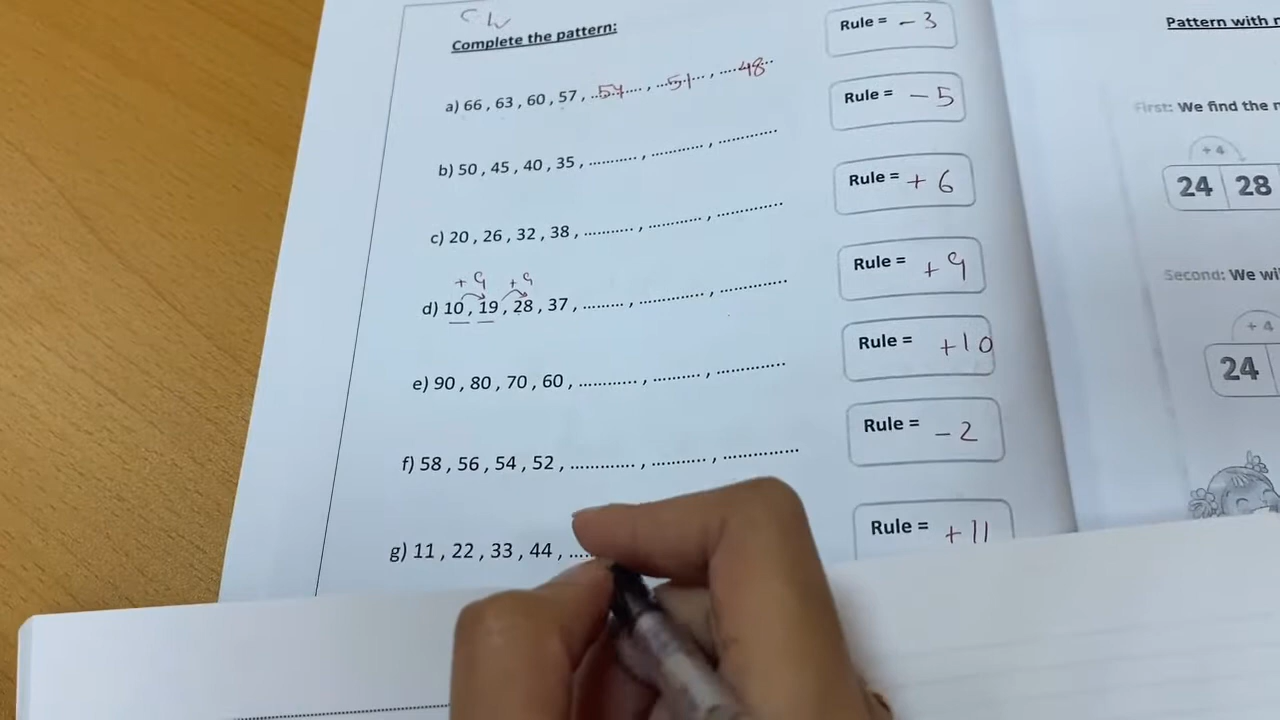 CW
Complete the pattern:
a) 66 , 63 , 60 , 57 , ..54.... , ...51... , ....48..
Rule = - 3
b) 50 , 45 , 40 , 35 , ........... , ........... , ............
Rule = - 5
c) 20 , 26 , 32 , 38 , ........... , ........... , .............
Rule = + 6
+ 9 + 9
d) 10 , 19 , 28 , 37 , ......... , ............. , .............
Rule = + 9
e) 90 , 80 , 70 , 60 , ............ , .......... , .............
Rule = +10
f) 58 , 56 , 54 , 52 , ............. , ........... , ...............
Rule = - 2
g) 11 , 22 , 33 , 44 , .....
Rule = + 11
Pattern with
First: We find the
+ 4
24 28
Second: We wi
+ 4
24